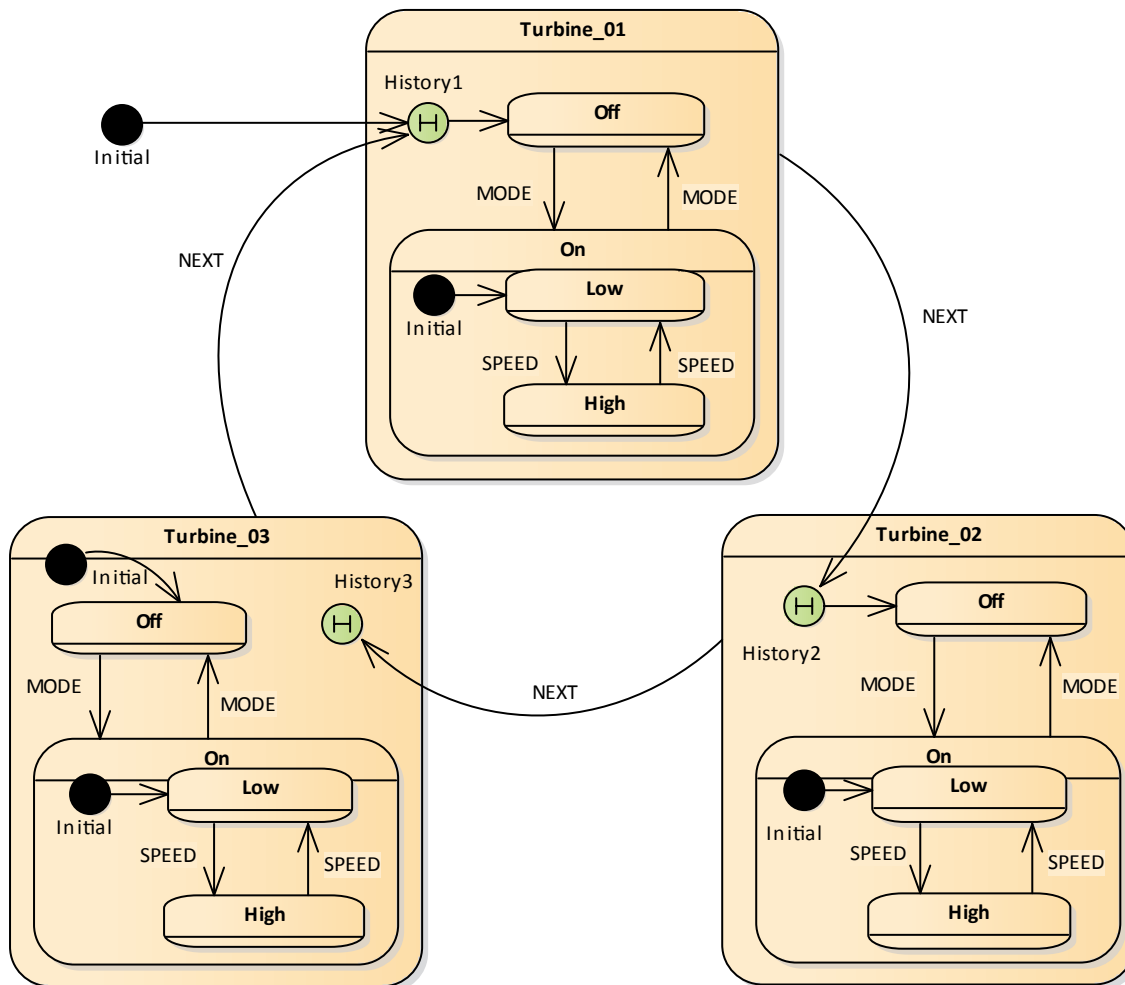 Turbine_01
History1
H
Off
Initial
MODE
MODE
On
Low
Initial
SPEED
SPEED
High
NEXT
NEXT
Turbine_03
Initial
History3
H
Off
MODE
MODE
On
Low
Initial
SPEED
SPEED
High
NEXT
Turbine_02
H
Off
History2
MODE
MODE
On
Low
Initial
SPEED
SPEED
High